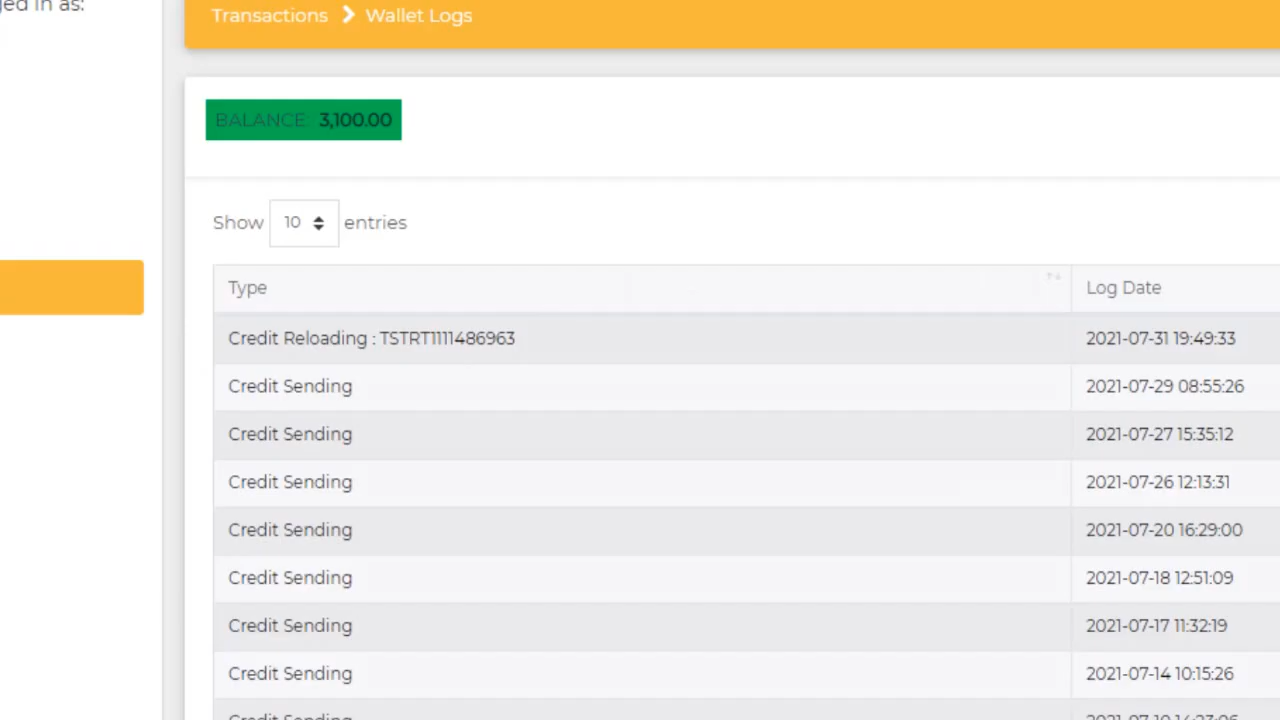 ged in as:
Transactions > Wallet Logs
BALANCE: 3,100.00
Show 10 entries
Type Log Date
Credit Reloading : TSTRT1111486963 2021-07-31 19:49:33
Credit Sending 2021-07-29 08:55:26
Credit Sending 2021-07-27 15:35:12
Credit Sending 2021-07-26 12:13:31
Credit Sending 2021-07-20 16:29:00
Credit Sending 2021-07-18 12:51:09
Credit Sending 2021-07-17 11:32:19
Credit Sending 2021-07-14 10:15:26
Credit Sending